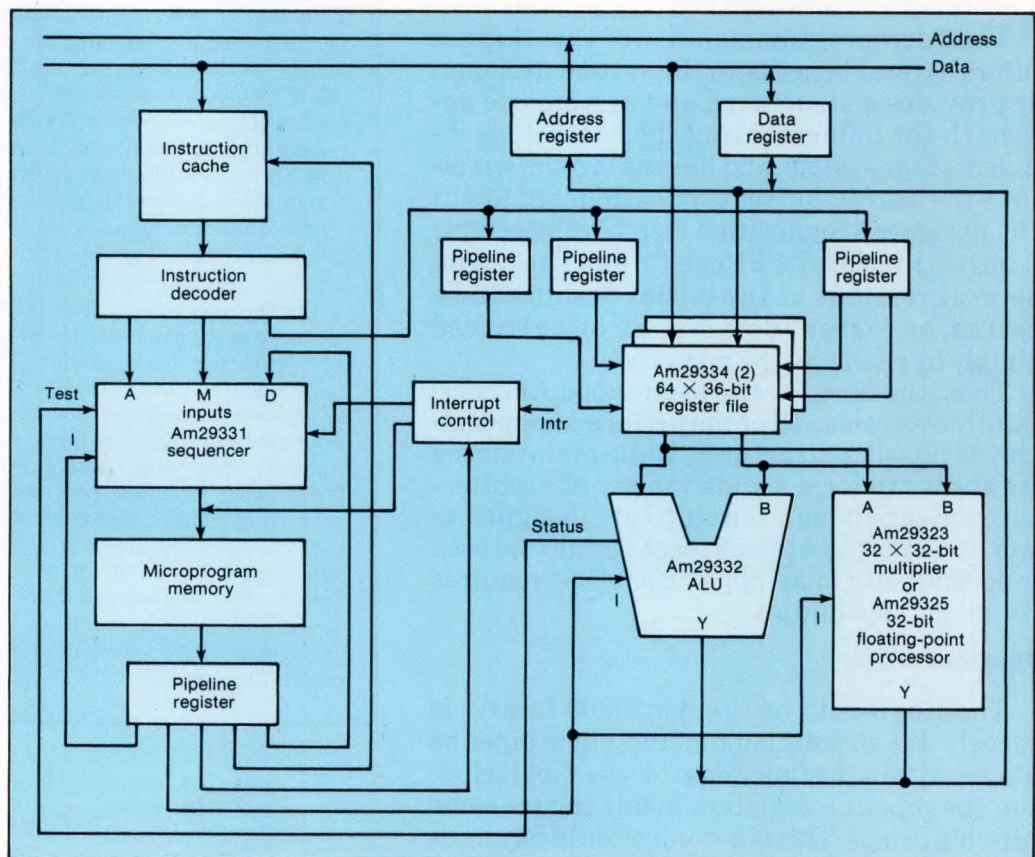 Address
Data
Instruction
cache
Address
register
Data
register
Pipeline
register
Pipeline
register
Pipeline
register
Instruction
decoder
Am29334 (2)
64 × 36-bit
register file
Test
A
M
D
inputs
Am29331
sequencer
I
Interrupt
control
Intr
Status
A
B
A
B
Microprogram
memory
Am29332
ALU
I
Y
Am29323
32 × 32-bit
multiplier
or
Am29325
32-bit
floating-point
processor
I
Y
Pipeline
register